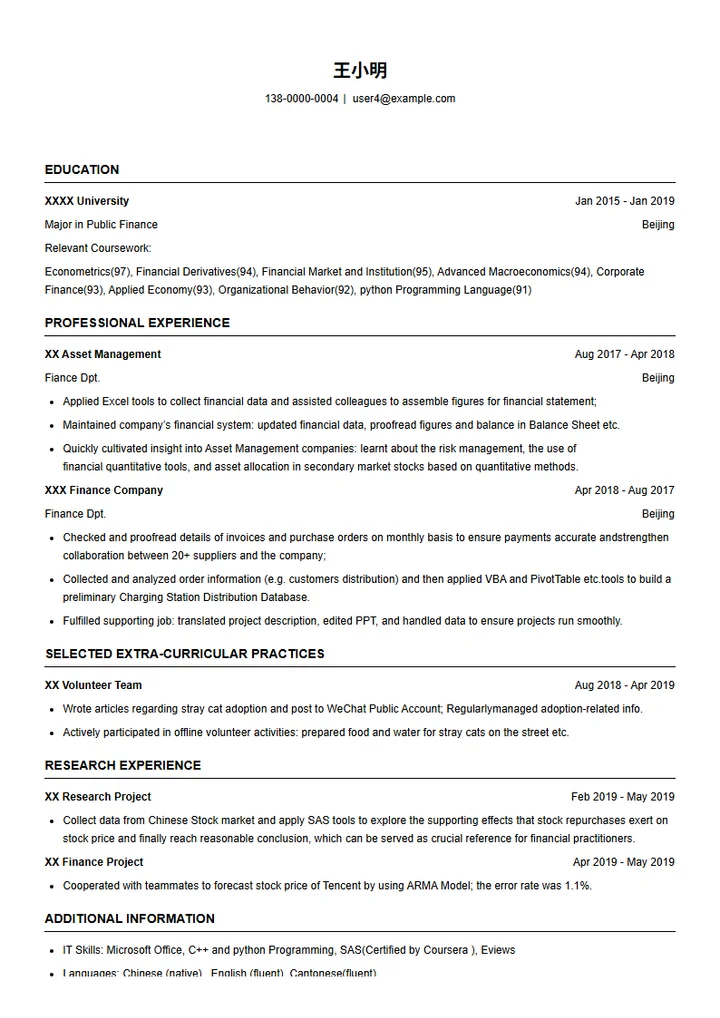 王小明
138-0000-0004 | user4@example.com
EDUCATION
XXXX University Jan 2015 - Jan 2019
Major in Public Finance Beijing
Relevant Coursework:
Econometrics(97), Financial Derivatives(94), Financial Market and Institution(95), Advanced Macroeconomics(94), Corporate
Finance(93), Applied Economy(93), Organizational Behavior(92), python Programming Language(91)
PROFESSIONAL EXPERIENCE
XX Asset Management Aug 2017 - Apr 2018
Fiance Dpt. Beijing
• Applied Excel tools to collect financial data and assisted colleagues to assemble figures for financial statement;
• Maintained company's financial system: updated financial data, proofread figures and balance in Balance Sheet etc.
• Quickly cultivated insight into Asset Management companies: learnt about the risk management, the use of
financial quantitative tools, and asset allocation in secondary market stocks based on quantitative methods.
XXX Finance Company Apr 2018 - Aug 2017
Finance Dpt. Beijing
• Checked and proofread details of invoices and purchase orders on monthly basis to ensure payments accurate andstrengthen
collaboration between 20+ suppliers and the company;
• Collected and analyzed order information (e.g. customers distribution) and then applied VBA and PivotTable etc.tools to build a
preliminary Charging Station Distribution Database.
• Fulfilled supporting job: translated project description, edited PPT, and handled data to ensure projects run smoothly.
SELECTED EXTRA-CURRICULAR PRACTICES
XX Volunteer Team Aug 2018 - Apr 2019
• Wrote articles regarding stray cat adoption and post to WeChat Public Account; Regularlymanaged adoption-related info.
• Actively participated in offline volunteer activities: prepared food and water for stray cats on the street etc.
RESEARCH EXPERIENCE
XX Research Project Feb 2019 - May 2019
• Collect data from Chinese Stock market and apply SAS tools to explore the supporting effects that stock repurchases exert on
stock price and finally reach reasonable conclusion, which can be served as crucial reference for financial practitioners.
XX Finance Project Apr 2019 - May 2019
• Cooperated with teammates to forecast stock price of Tencent by using ARMA Model; the error rate was 1.1%.
ADDITIONAL INFORMATION
• IT Skills: Microsoft Office, C++ and python Programming, SAS(Certified by Coursera ), Eviews
• Languages: Chinese (native), English (fluent), Cantonese(fluent)